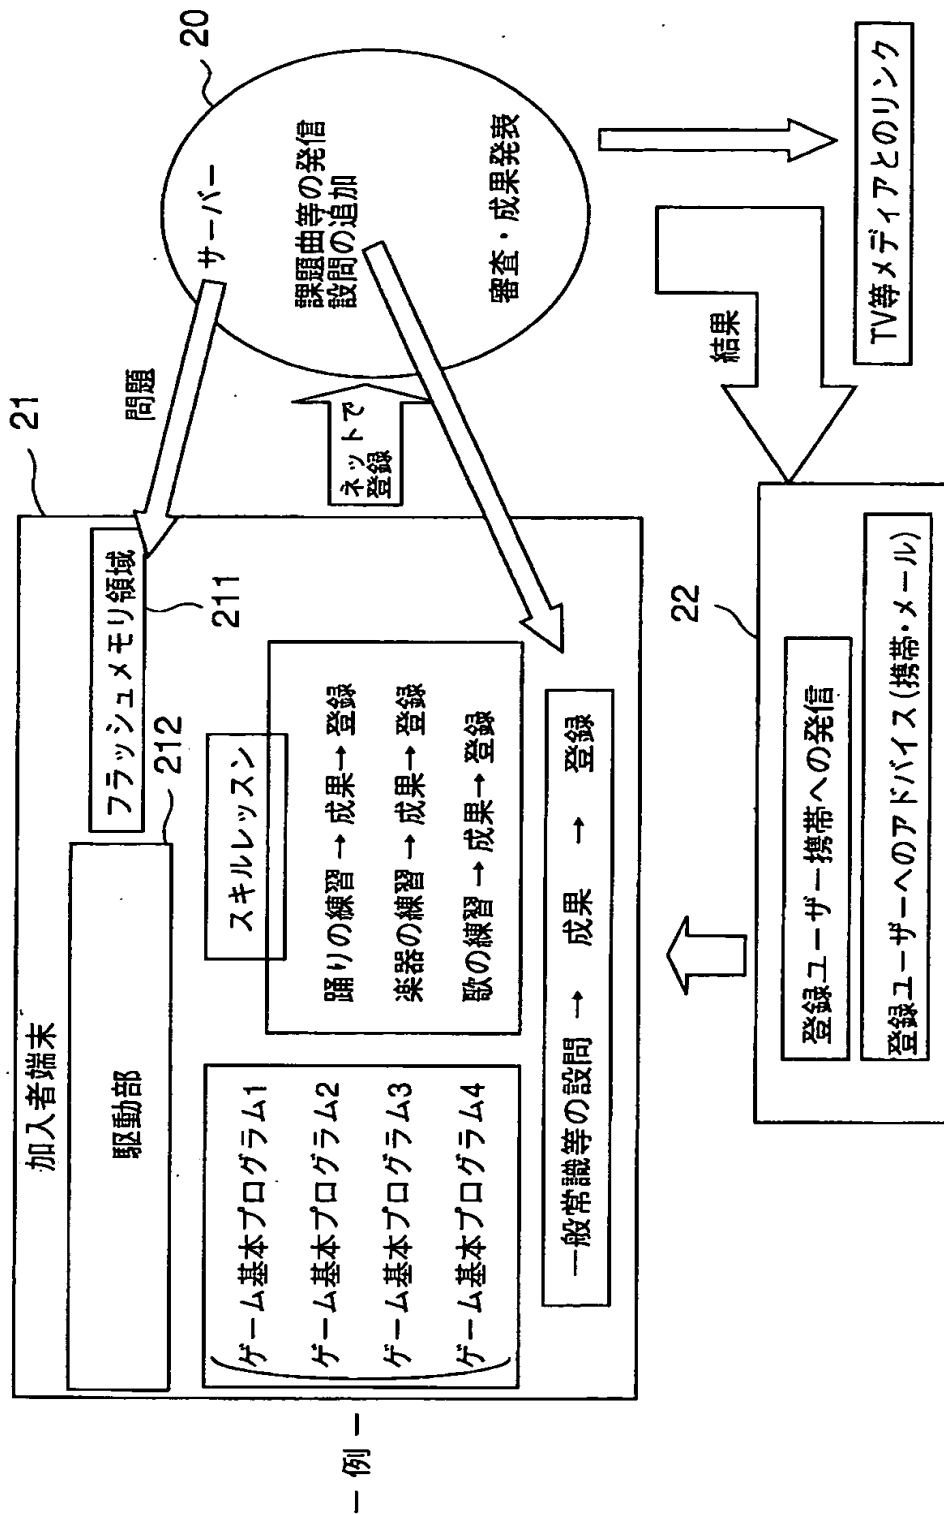 加入者端末
21
駆動部
フラッシュメモリ領域
211
212
ゲーム基本プログラム1
ゲーム基本プログラム2
ゲーム基本プログラム3
ゲーム基本プログラム4
スキルレッスン
踊りの練習→成果→登録
楽器の練習→成果→登録
歌の練習→成果→登録
一般常識等の設問→成果→登録
― 例 ―
問題
ネットで
登録
20
サーバー
課題曲等の発信
設問の追加
審査・成果発表
結果
22
登録ユーザー携帯への発信
登録ユーザーへのアドバイス(携帯・メール)
TV等メディアとのリンク